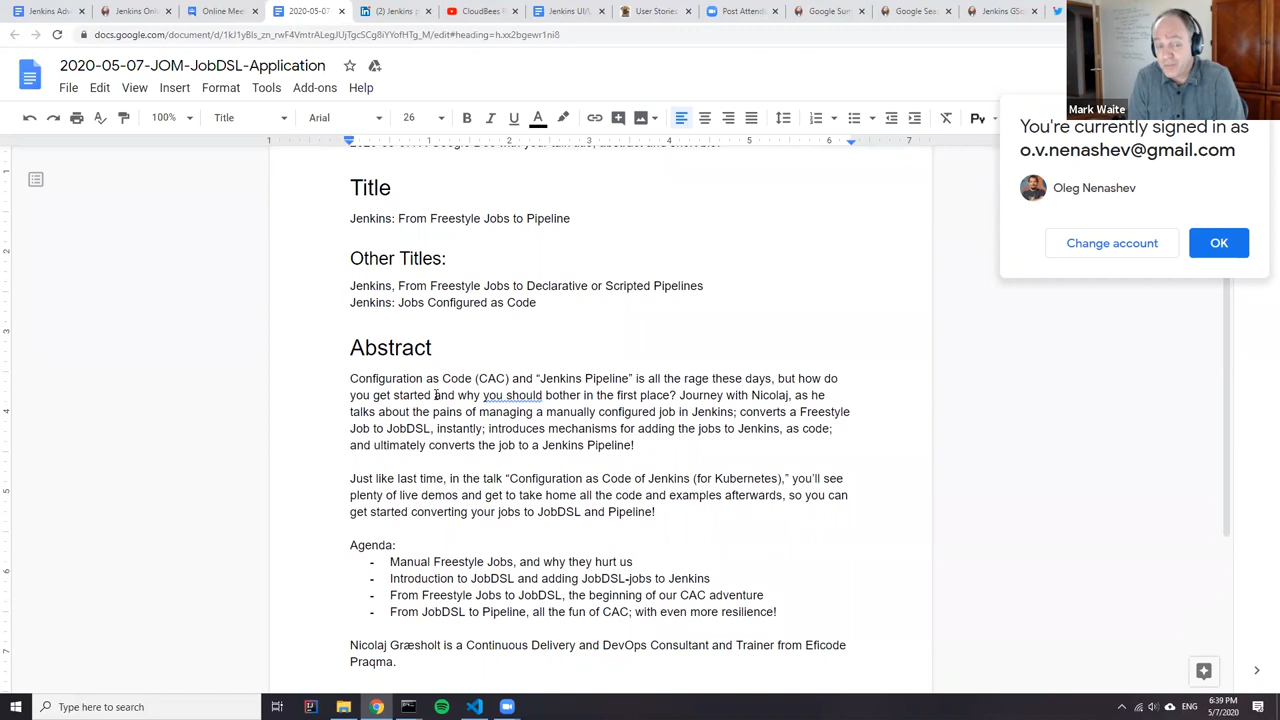 Jenkins Adv
Jenkins Onli
Online Mee
2020-05-07
Jenkins p
CloudBees R
Jenkins UI/U
User Stories
Post Attend
Google Sum
Google Sea
Jenkins GSo
docs.google.com/document/d/
/edit#heading=h.xx2bgewr1ni8
2020-05-07-JOM-JobDSL-Application
File Edit View Insert Format Tools Add-ons Help
100% Title Arial 26
Mark Waite
You're currently signed in as
o.v.nenashev@gmail.com
Oleg Nenashev
Change account OK
1 1 2 3 4 5 6 7
Title
Jenkins: From Freestyle Jobs to Pipeline
Other Titles:
Jenkins, From Freestyle Jobs to Declarative or Scripted Pipelines
Jenkins: Jobs Configured as Code
Abstract
Configuration as Code (CAC) and “Jenkins Pipeline” is all the rage these days, but how do
you get started and why you should bother in the first place? Journey with Nicolaj, as he
talks about the pains of managing a manually configured job in Jenkins; converts a Freestyle
Job to JobDSL, instantly; introduces mechanisms for adding the jobs to Jenkins, as code;
and ultimately converts the job to a Jenkins Pipeline!
Just like last time, in the talk “Configuration as Code of Jenkins (for Kubernetes),” you’ll see
plenty of live demos and get to take home all the code and examples afterwards, so you can
get started converting your jobs to JobDSL and Pipeline!
Agenda:
- Manual Freestyle Jobs, and why they hurt us
- Introduction to JobDSL and adding JobDSL-jobs to Jenkins
- From Freestyle Jobs to JobDSL, the beginning of our CAC adventure
- From JobDSL to Pipeline, all the fun of CAC; with even more resilience!
Nicolaj Græsholt is a Continuous Delivery and DevOps Consultant and Trainer from Eficode
Praqma.
Type here to search
ENG
6:39 PM
5/7/2020